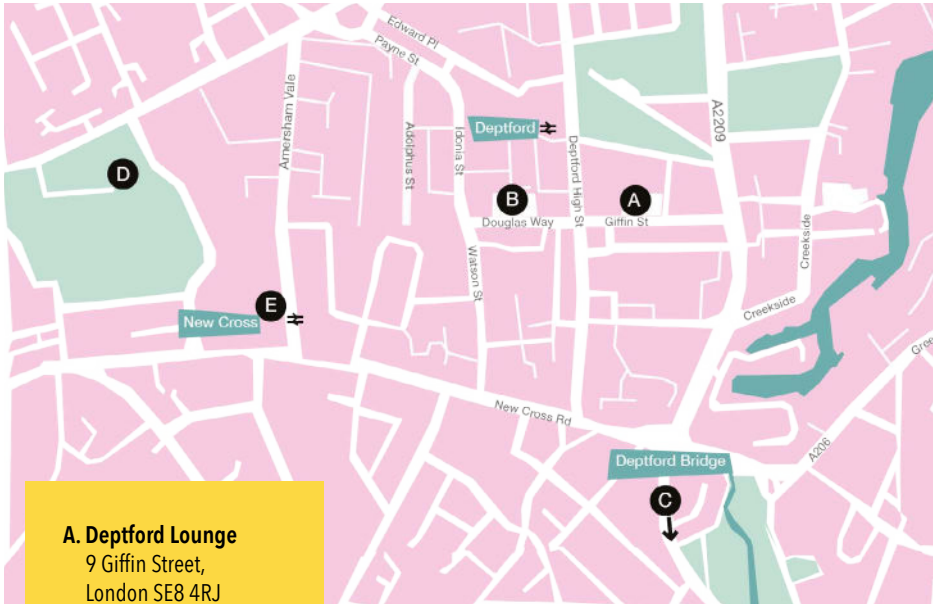 Edward Pl
Payne St
Amersham Vale
Adolphus St
Idonia St
Deptford
Deptford High St
A2209
D
B
A
Douglas Way
Giffin St
Watson St
Creekside
Creekside
E
New Cross
New Cross Rd
A206
Deptford Bridge
C
A. Deptford Lounge
9 Giffin Street,
London SE8 4RJ